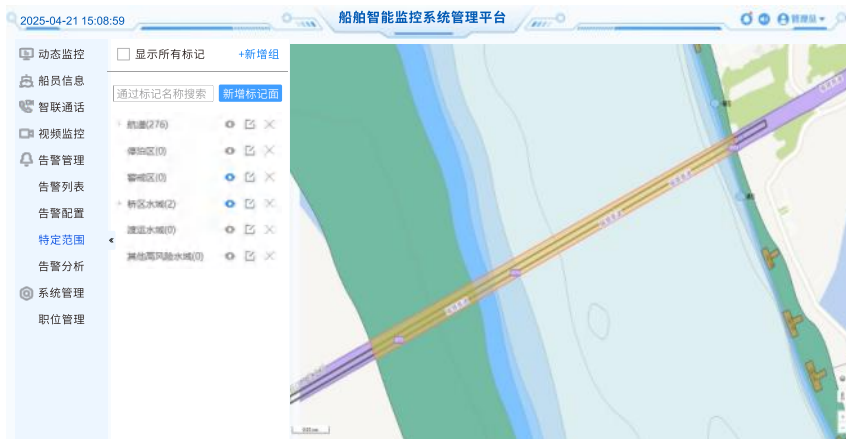 2025-04-21 15:08:59
船舶智能监控系统管理平台
管理员
动态监控
船员信息
智联通话
视频监控
告警管理
告警列表
告警配置
特定范围
告警分析
系统管理
职位管理
显示所有标记
+新增组
通过标记名称搜索
新增标记面
航道(276)
停泊区(0)
警戒区(0)
桥区水域(2)
渡运水域(0)
其他高风险水域(0)